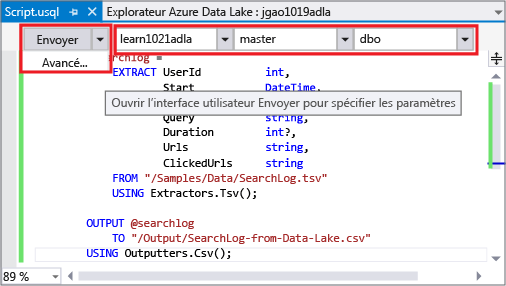 Script.usql Explorateur Azure Data Lake : jgao1019adla
Envoyer learn1021adla master dbo
Avancé...
EXTRACT UserId int,
Start DateTime,
Ouvrir l'interface utilisateur Envoyer pour spécifier les paramètres
Query string,
Duration int?,
Urls string,
ClickedUrls string
FROM "/Samples/Data/SearchLog.tsv"
USING Extractors.Tsv();
OUTPUT @searchlog
TO "/Output/SearchLog-from-Data-Lake.csv"
USING Outputters.Csv();
89 %